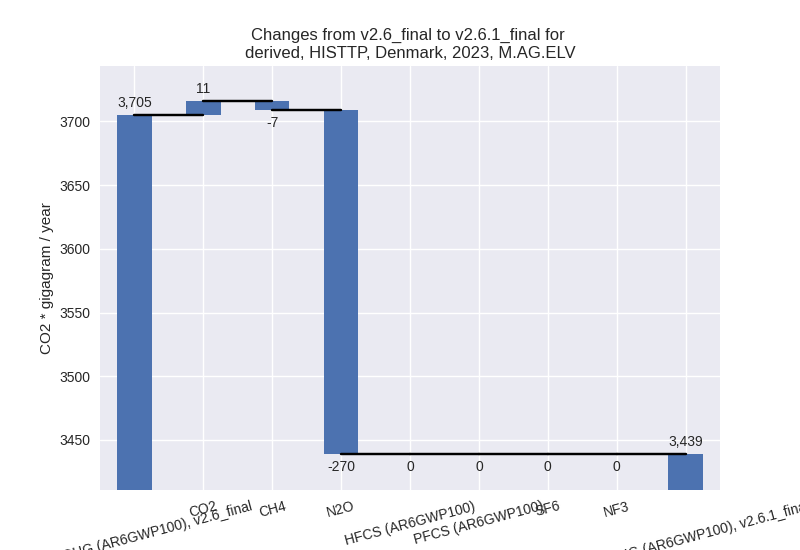 Changes from v2.6_final to v2.6.1_final for
derived, HISTTP, Denmark, 2023, M.AG.ELV
CO2 * gigagram / year
3700
3650
3600
3550
3500
3450
3,705
11
-7
-270
0
0
0
0
3,439
(AR6GWP100), v2.6_final
CO2
CH4
N2O
HFCS (AR6GWP100)
PFCS (AR6GWP100)
SF6
NF3
(AR6GWP100), v2.6.1_final